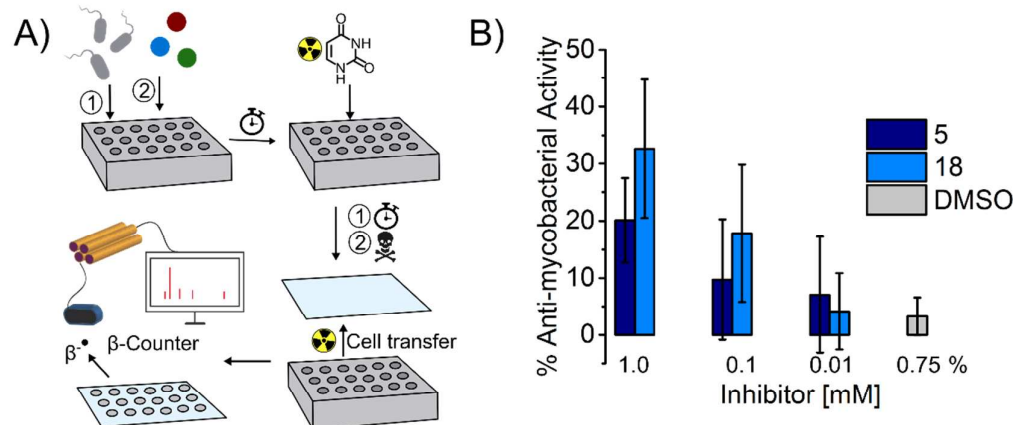 A)
①
②
O
NH
N
H
O
①
②
Cell transfer
β-Counter
β⁻•
B)
% Anti-mycobacterial Activity
50
40
30
20
10
0
1.0
0.1
0.01
0.75 %
Inhibitor [mM]
5
18
DMSO